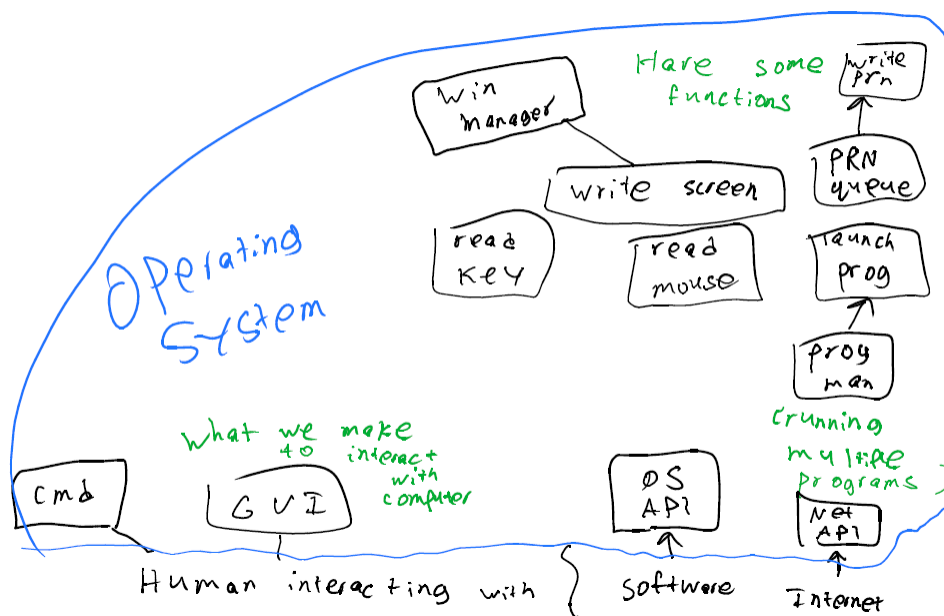 Win
manager
Have some
functions
write
prn
PRN
queue
write screen
read
key
read
mouse
launch
prog
Operating
System
prog
man
(running
multiple
programs)
What we make
to interact
with
computer
cmd
GUI
OS
API
Net
API
Human interacting with
software
Internet